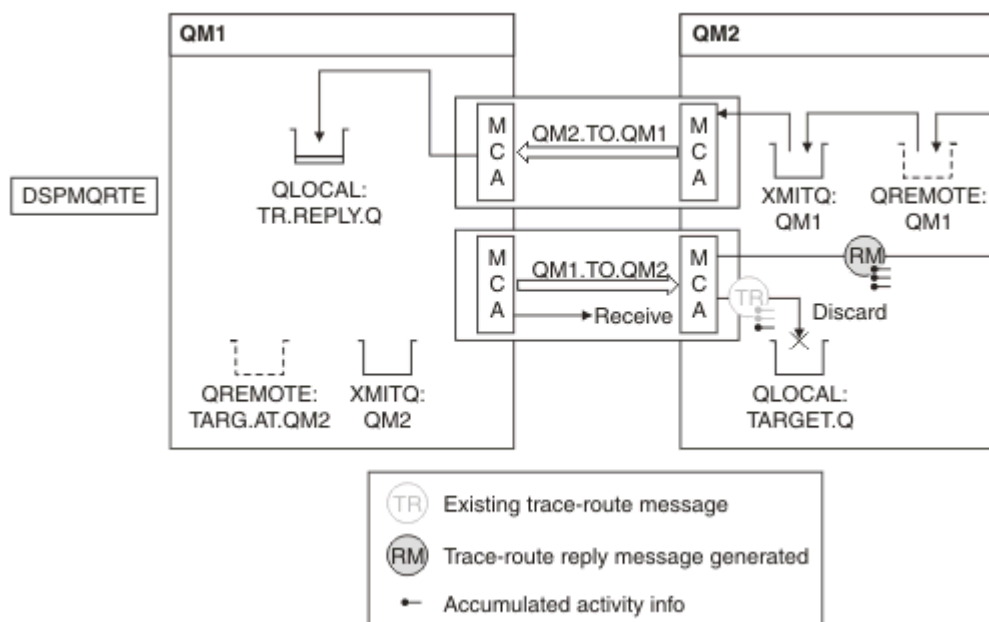 QM1
QM2
DSPMQRTE
QLOCAL:
TR.REPLY.Q
M
C
A
QM2.TO.QM1
M
C
A
XMITQ:
QM1
QREMOTE:
QM1
M
C
A
QM1.TO.QM2
Receive
M
C
A
TR
RM
Discard
QREMOTE:
TARG.AT.QM2
XMITQ:
QM2
QLOCAL:
TARGET.Q
TR Existing trace-route message
RM Trace-route reply message generated
Accumulated activity info